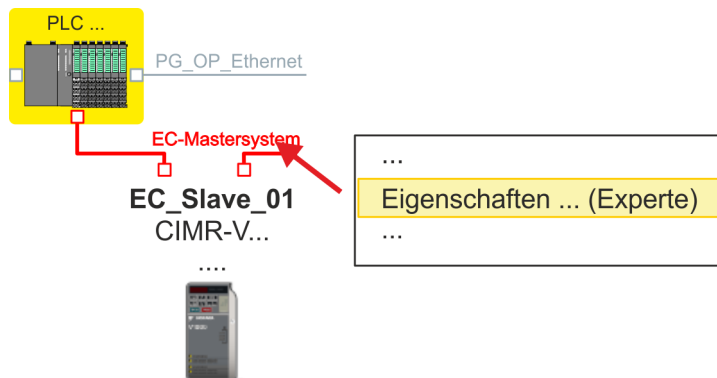 PLC ...
PG_OP_Ethernet
EC-Mastersystem
...
EC_Slave_01
Eigenschaften ... (Experte)
CIMR-V...
...
....